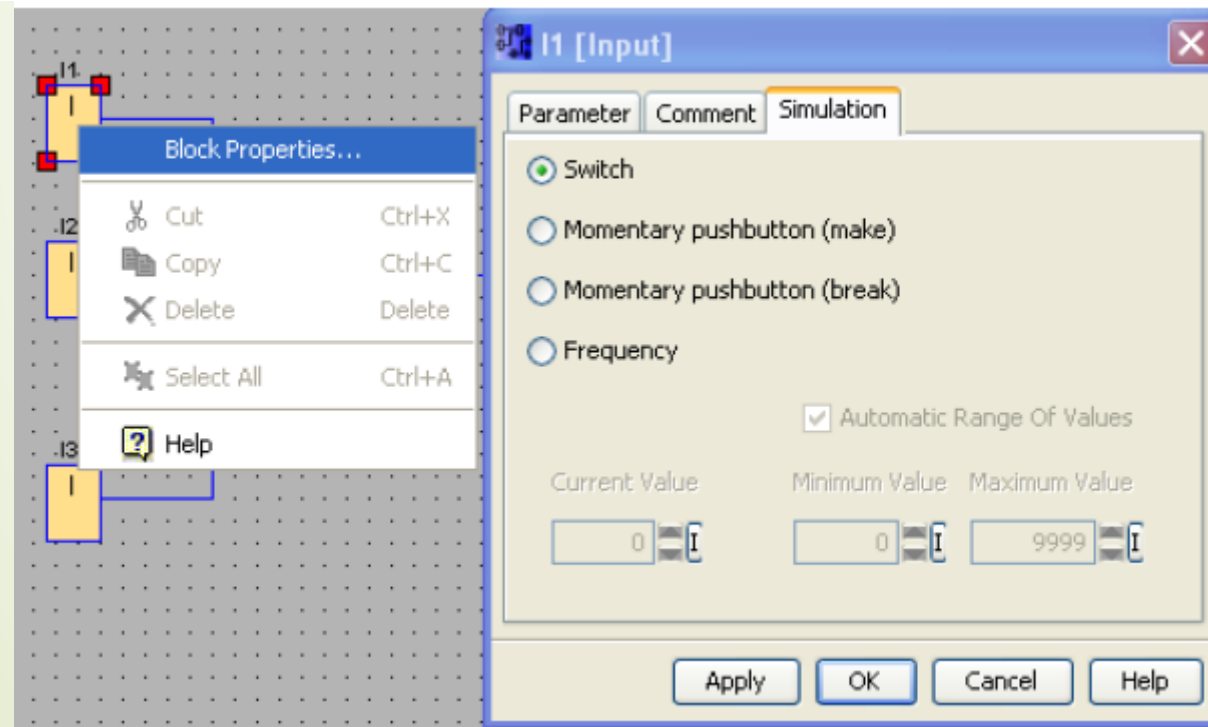 I1
I
Block Properties...
Cut Ctrl+X
Copy Ctrl+C
Delete Delete
Select All Ctrl+A
Help
I2
I
I3
I
I1 [Input]
Parameter Comment Simulation
Switch
Momentary pushbutton (make)
Momentary pushbutton (break)
Frequency
Automatic Range Of Values
Current Value Minimum Value Maximum Value
0 0 9999
Apply OK Cancel Help